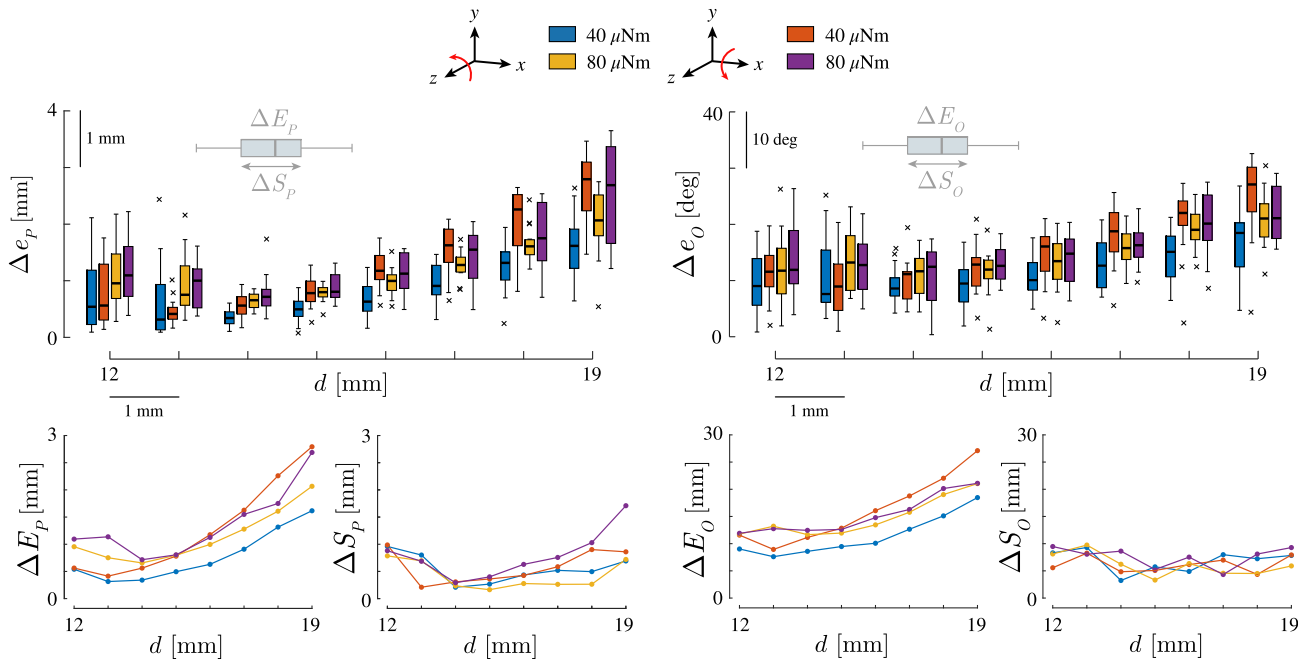 y
x
z
40 μNm
80 μNm
y
x
z
40 μNm
80 μNm
4
1 mm
ΔE_P
ΔS_P
Δe_P [mm]
0
12
19
d [mm]
1 mm
40
10 deg
ΔE_O
ΔS_O
Δe_O [deg]
0
12
19
d [mm]
1 mm
3
ΔE_P [mm]
0
12
19
d [mm]
3
ΔS_P [mm]
0
12
19
d [mm]
30
ΔE_O [mm]
0
12
19
d [mm]
30
ΔS_O [mm]
0
12
19
d [mm]